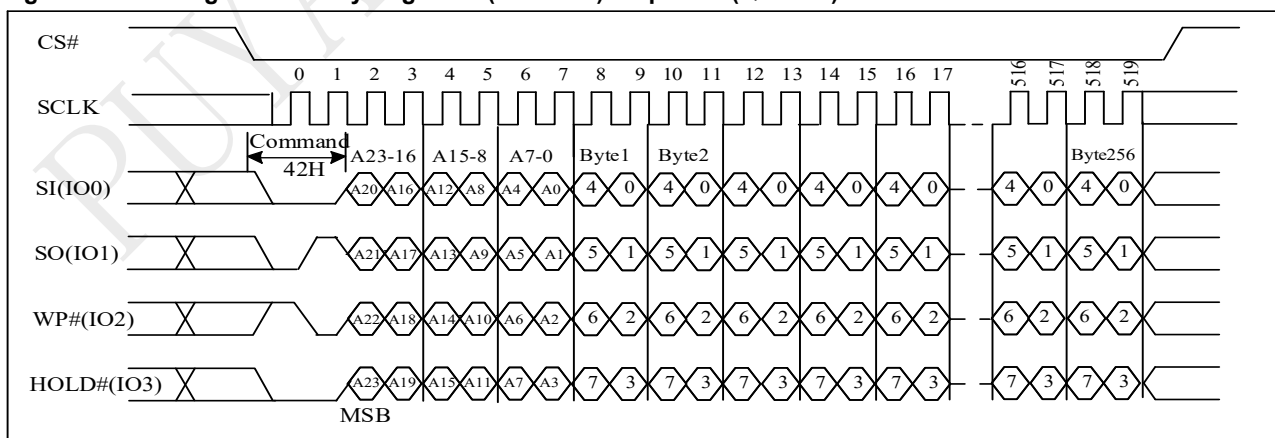 CS#
0 1 2 3 4 5 6 7 8 9 10 11 12 13 14 15 16 17 516 517 518 519
SCLK
Command
42H
A23-16 A15-8 A7-0 Byte1 Byte2 Byte256
SI(IO0) A20 A16 A12 A8 A4 A0 4 0 4 0 4 0 4 0 4 0 4 0 4 0
SO(IO1) A21 A17 A13 A9 A5 A1 5 1 5 1 5 1 5 1 5 1 5 1 5 1
WP#(IO2) A22 A18 A14 A10 A6 A2 6 2 6 2 6 2 6 2 6 2 6 2 6 2
HOLD#(IO3) A23 A19 A15 A11 A7 A3 7 3 7 3 7 3 7 3 7 3 7 3 7 3
MSB
PUYA